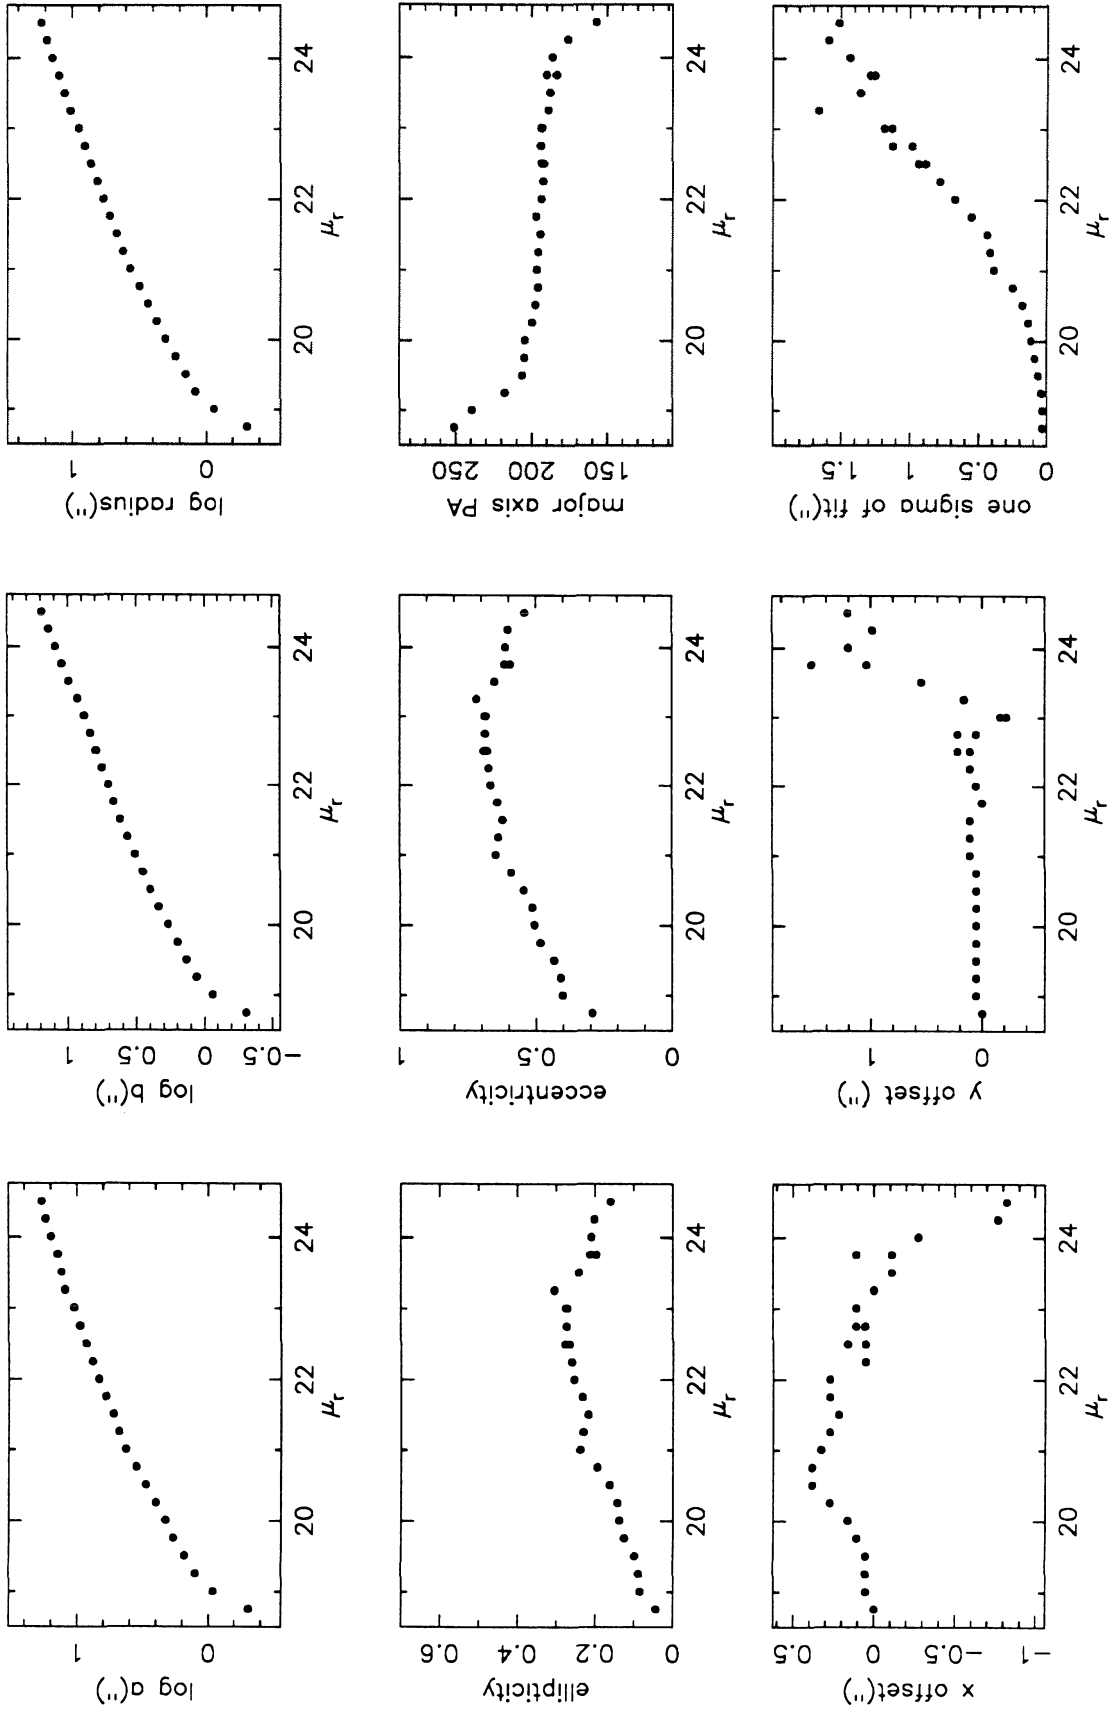 log a(")
1
0
20 22 24
μr
log b(")
1
0.5
0
−0.5
20 22 24
μr
log radius(")
1
0
20 22 24
μr
ellipticity
0.6
0.4
0.2
0
20 22 24
μr
eccentricity
1
0.5
0
20 22 24
μr
major axis PA
250
200
150
20 22 24
μr
x offset(")
0.5
0
−0.5
−1
20 22 24
μr
y offset (")
1
0
20 22 24
μr
one sigma of fit(")
1.5
1
0.5
0
20 22 24
μr